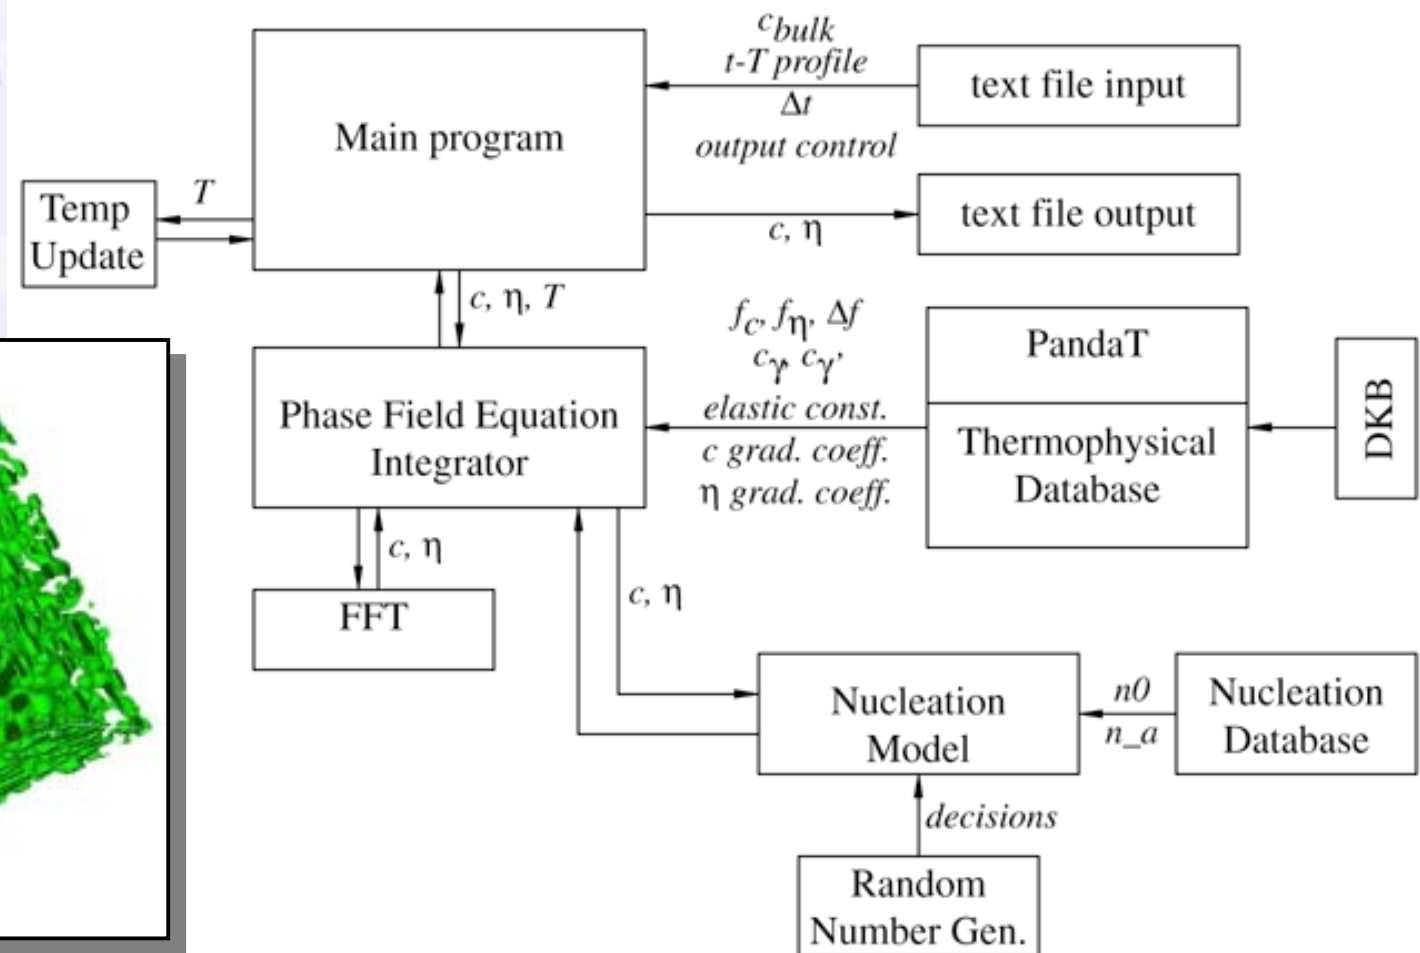 c_bulk
t-T profile
Δt
output control
text file input
Main program
T
Temp
Update
c, η
text file output
c, η, T
f_c, f_η, Δf
c_γ, c_γ'
elastic const.
c grad. coeff.
η grad. coeff.
PandaT
Thermophysical
Database
DKB
Phase Field Equation
Integrator
c, η
FFT
c, η
Nucleation
Model
n0
n_a
Nucleation
Database
decisions
Random
Number Gen.